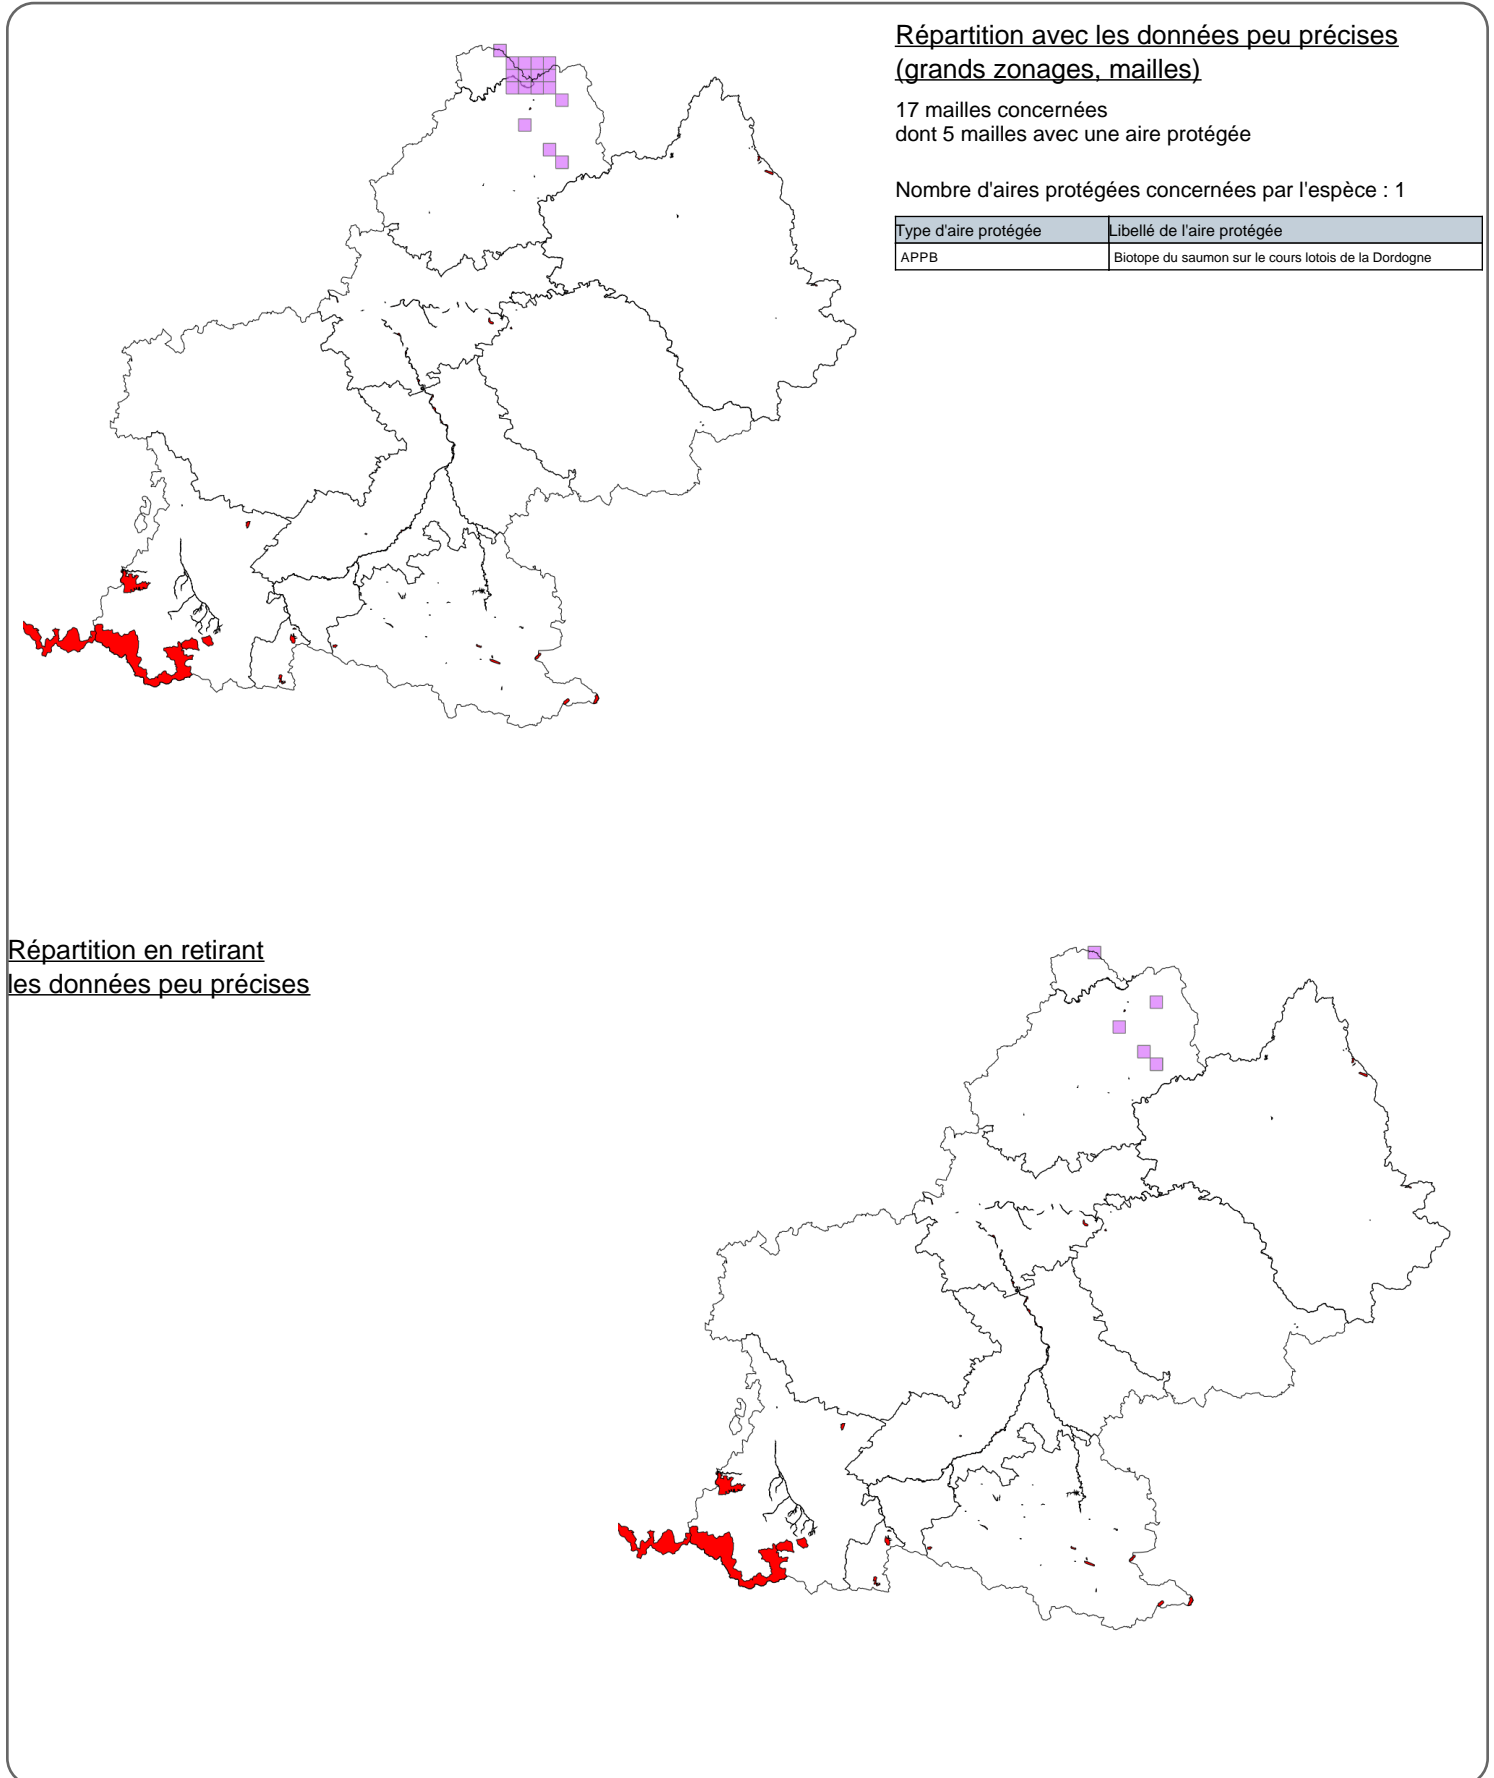 Répartition avec les données peu précises
(grands zonages, mailles)
17 mailles concernées
dont 5 mailles avec une aire protégée
Nombre d'aires protégées concernées par l'espèce : 1
Type d'aire protégée Libellé de l'aire protégée
APPB Biotope du saumon sur le cours lotois de la Dordogne
Répartition en retirant
les données peu précises